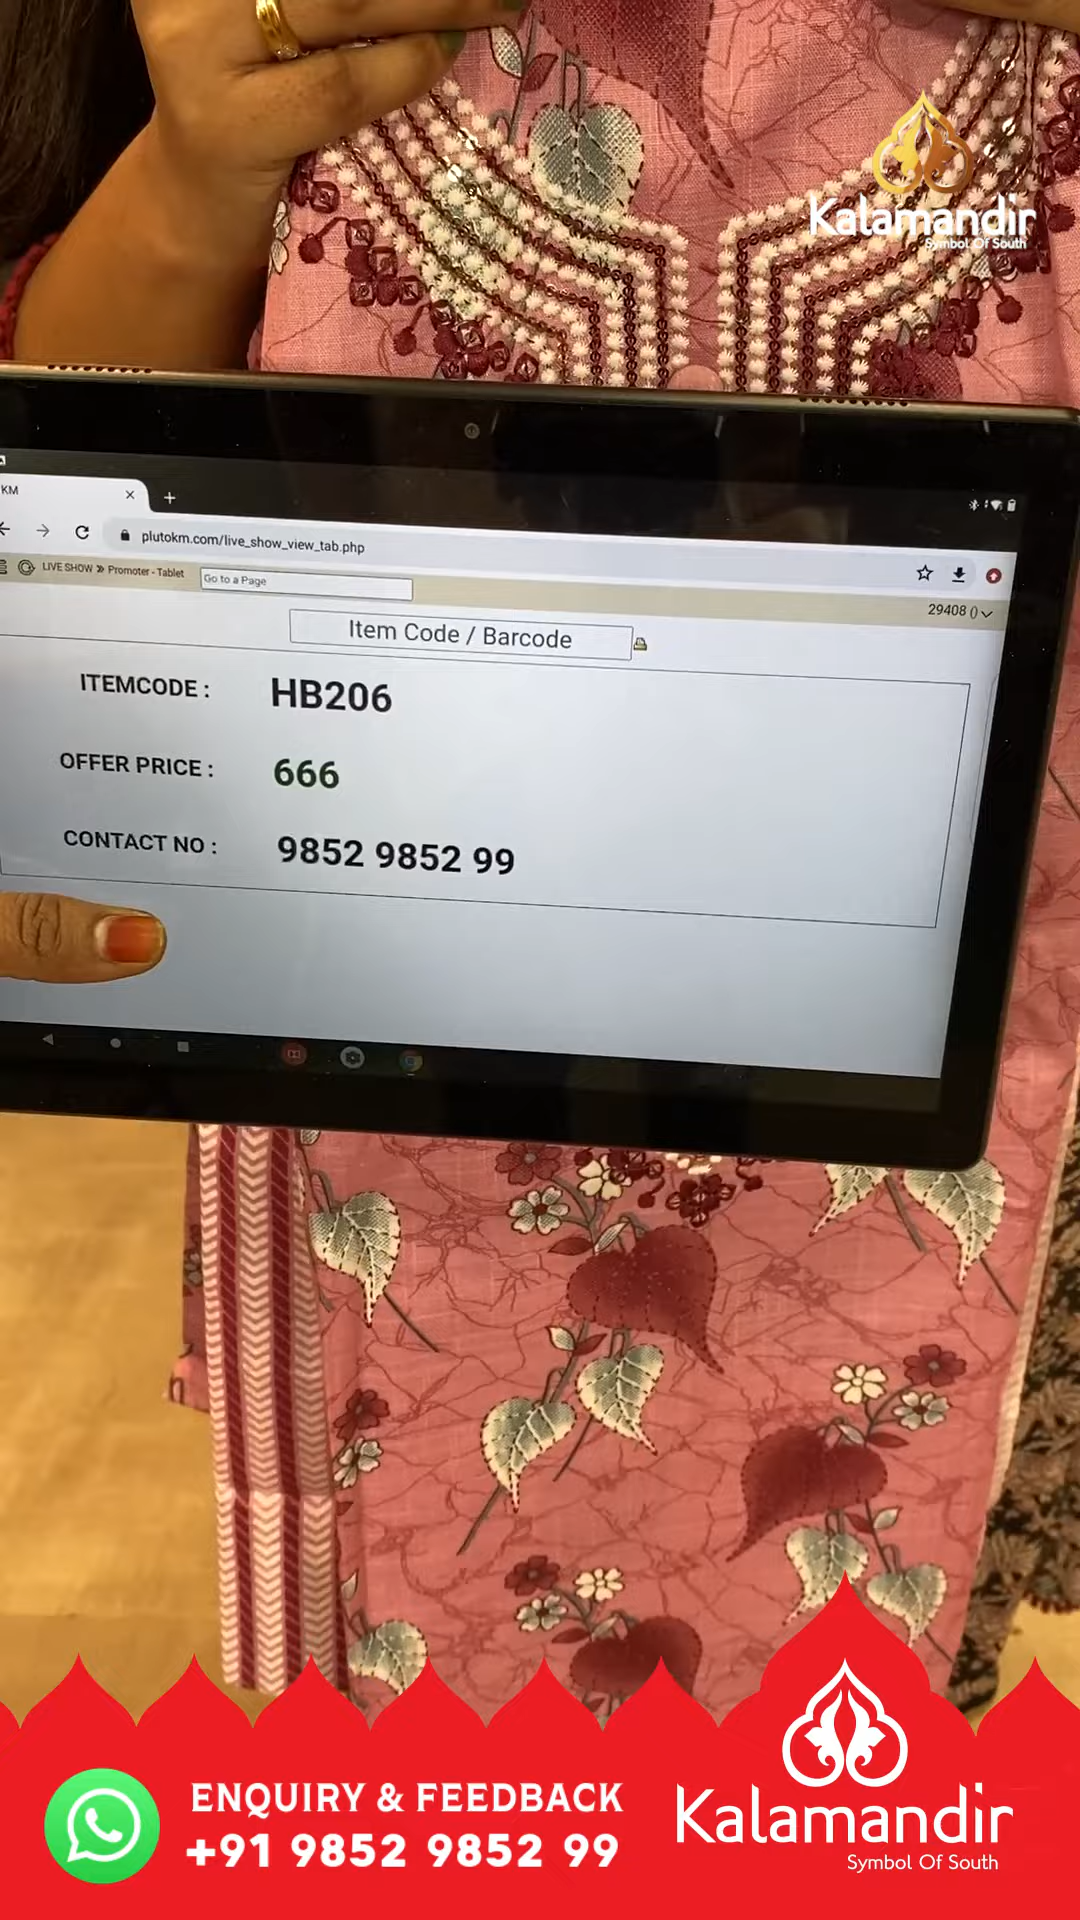 Kalamandir
Symbol Of South
KM
plutokm.com/live_show_view_tab.php
LIVE SHOW » Promoter - Tablet
Go to a Page
29408 ()
Item Code / Barcode
ITEMCODE : HB206
OFFER PRICE : 666
CONTACT NO : 9852 9852 99
ENQUIRY & FEEDBACK
+91 9852 9852 99
Kalamandir
Symbol Of South